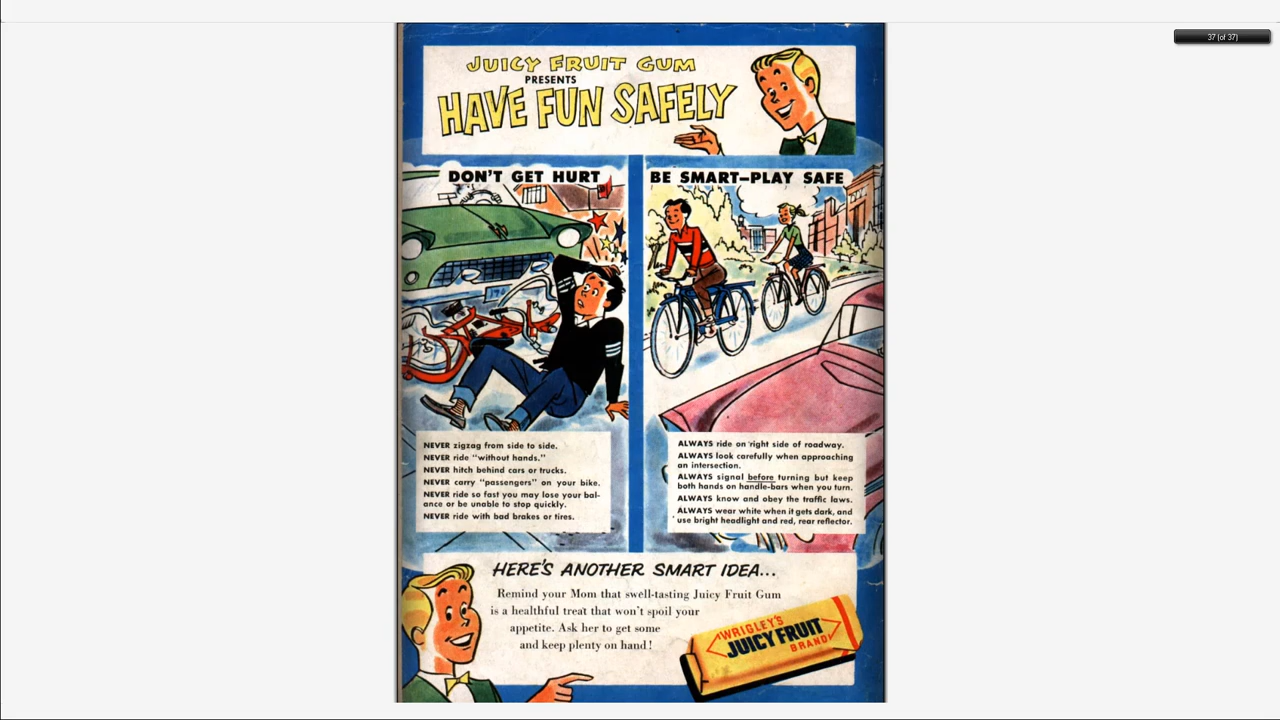 37 (of 37)
JUICY FRUIT GUM
PRESENTS
HAVE FUN SAFELY
DON'T GET HURT
NEVER zigzag from side to side.
NEVER ride "without hands."
NEVER hitch behind cars or trucks.
NEVER carry "passengers" on your bike.
NEVER ride so fast you may lose your bal-
ance or be unable to stop quickly.
NEVER ride with bad brakes or tires.
BE SMART—PLAY SAFE
ALWAYS ride on right side of roadway.
ALWAYS look carefully when approaching
an intersection.
ALWAYS signal before turning but keep
both hands on handle-bars when you turn.
ALWAYS know and obey the traffic laws.
ALWAYS wear white when it gets dark, and
use bright headlight and red, rear reflector.
HERE'S ANOTHER SMART IDEA...
Remind your Mom that swell-tasting Juicy Fruit Gum
is a healthful treat that won't spoil your
appetite. Ask her to get some
and keep plenty on hand!
WRIGLEY'S
JUICY FRUIT
BRAND